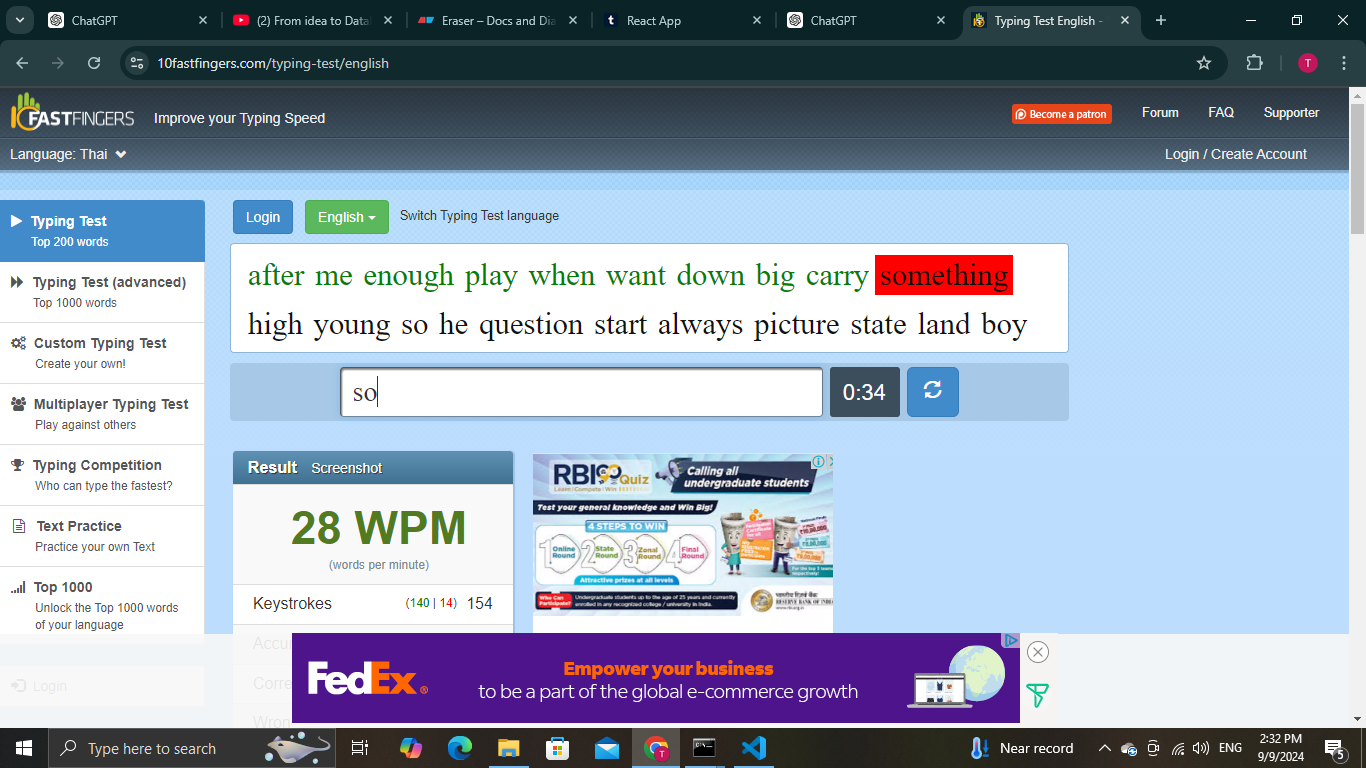 ChatGPT
(2) From idea to Data
Eraser – Docs and Dia
React App
ChatGPT
Typing Test English -
10fastfingers.com/typing-test/english
T
FASTFINGERS
Improve your Typing Speed
Become a patron
Forum
FAQ
Supporter
Language: Thai
Login / Create Account
Typing Test
Top 200 words
Typing Test (advanced)
Top 1000 words
Custom Typing Test
Create your own!
Multiplayer Typing Test
Play against others
Typing Competition
Who can type the fastest?
Text Practice
Practice your own Text
Top 1000
Unlock the Top 1000 words
of your language
Login
Login
English
Switch Typing Test language
after me enough play when want down big carry something
high young so he question start always picture state land boy
so
0:34
Result Screenshot
28 WPM
(words per minute)
Keystrokes (140 | 14) 154
Accu
Corre
Wron
RBI90 Quiz
Learn | Compete | Win
Calling all
undergraduate students
Test your general knowledge and Win Big!
4 STEPS TO WIN
Online
Round
State
Round
Zonal
Round
Final
Round
Attractive prizes at all levels
Who Can
Participate?
Undergraduate students up to the age of 25 years and currently
enrolled in any recognized college / university in India.
भारतीय रिज़र्व बैंक
RESERVE BANK OF INDIA
FedEx®
Empower your business
to be a part of the global e-commerce growth
Type here to search
T
Near record
ENG
2:32 PM
9/9/2024
5